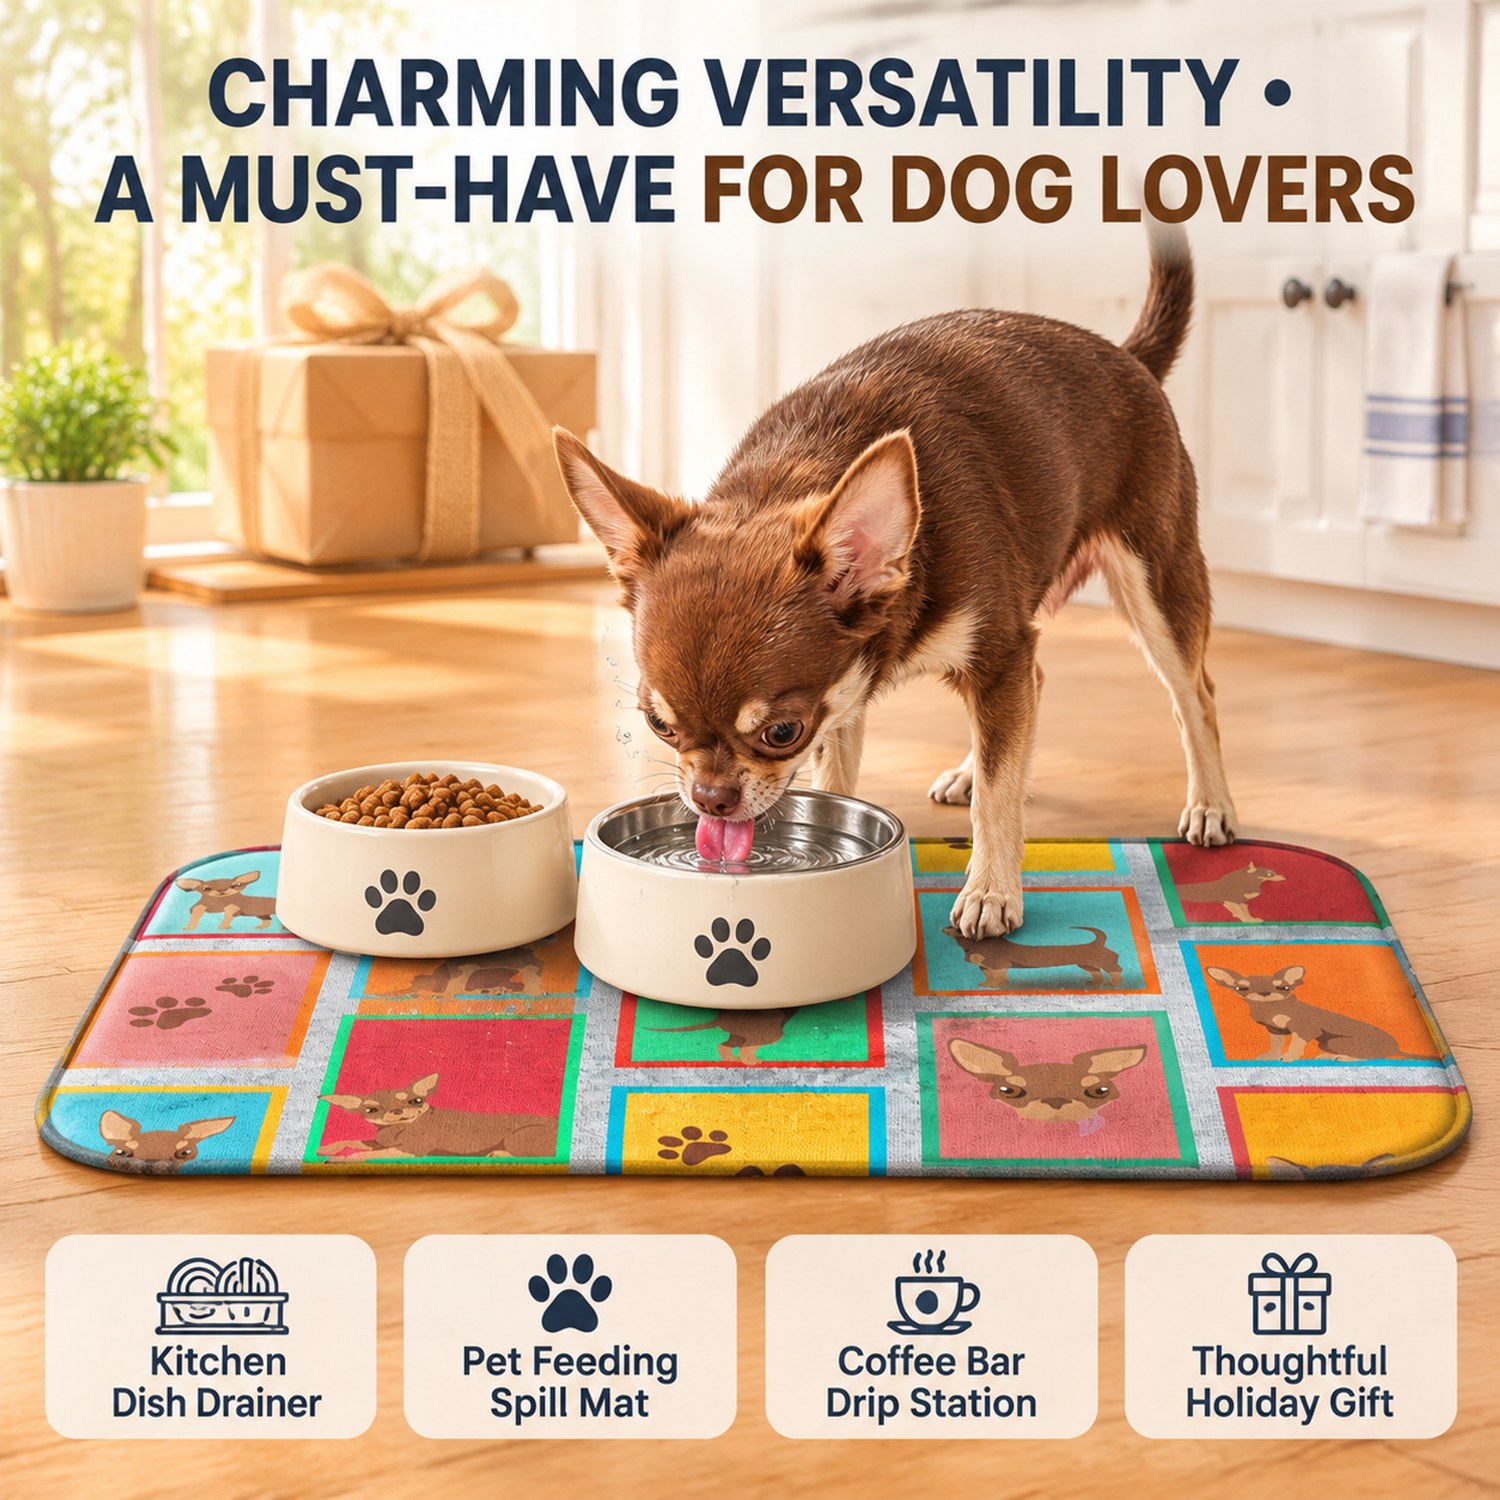 CHARMING VERSATILITY •
A MUST-HAVE FOR DOG LOVERS
Kitchen
Dish Drainer
Pet Feeding
Spill Mat
Coffee Bar
Drip Station
Thoughtful
Holiday Gift